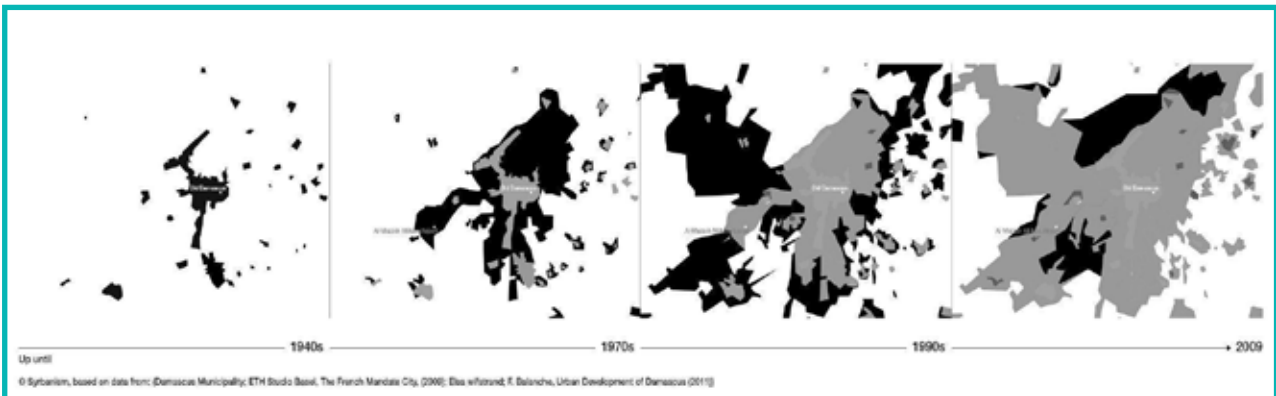 Old Damascus
Old Damascus
Old Damascus
Old Damascus
Up until
1940s
1970s
1990s
2009
© Syrbanism, based on data from: (Damascus Municipality; ETH Studio Basel, The French Mandate City, (2009); Elsa wifstrand; F. Balanche, Urban Development of Damascus (2011))